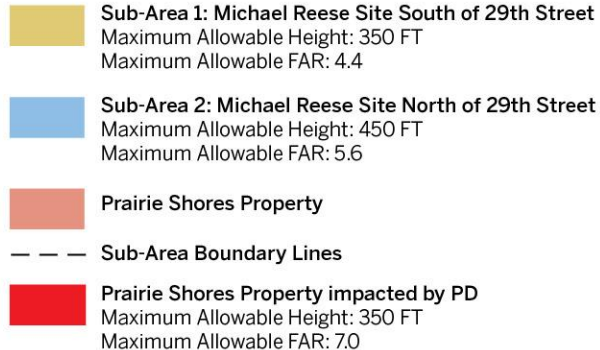 Sub-Area 1: Michael Reese Site South of 29th Street
Maximum Allowable Height: 350 FT
Maximum Allowable FAR: 4.4
Sub-Area 2: Michael Reese Site North of 29th Street
Maximum Allowable Height: 450 FT
Maximum Allowable FAR: 5.6
Prairie Shores Property
Sub-Area Boundary Lines
Prairie Shores Property impacted by PD
Maximum Allowable Height: 350 FT
Maximum Allowable FAR: 7.0